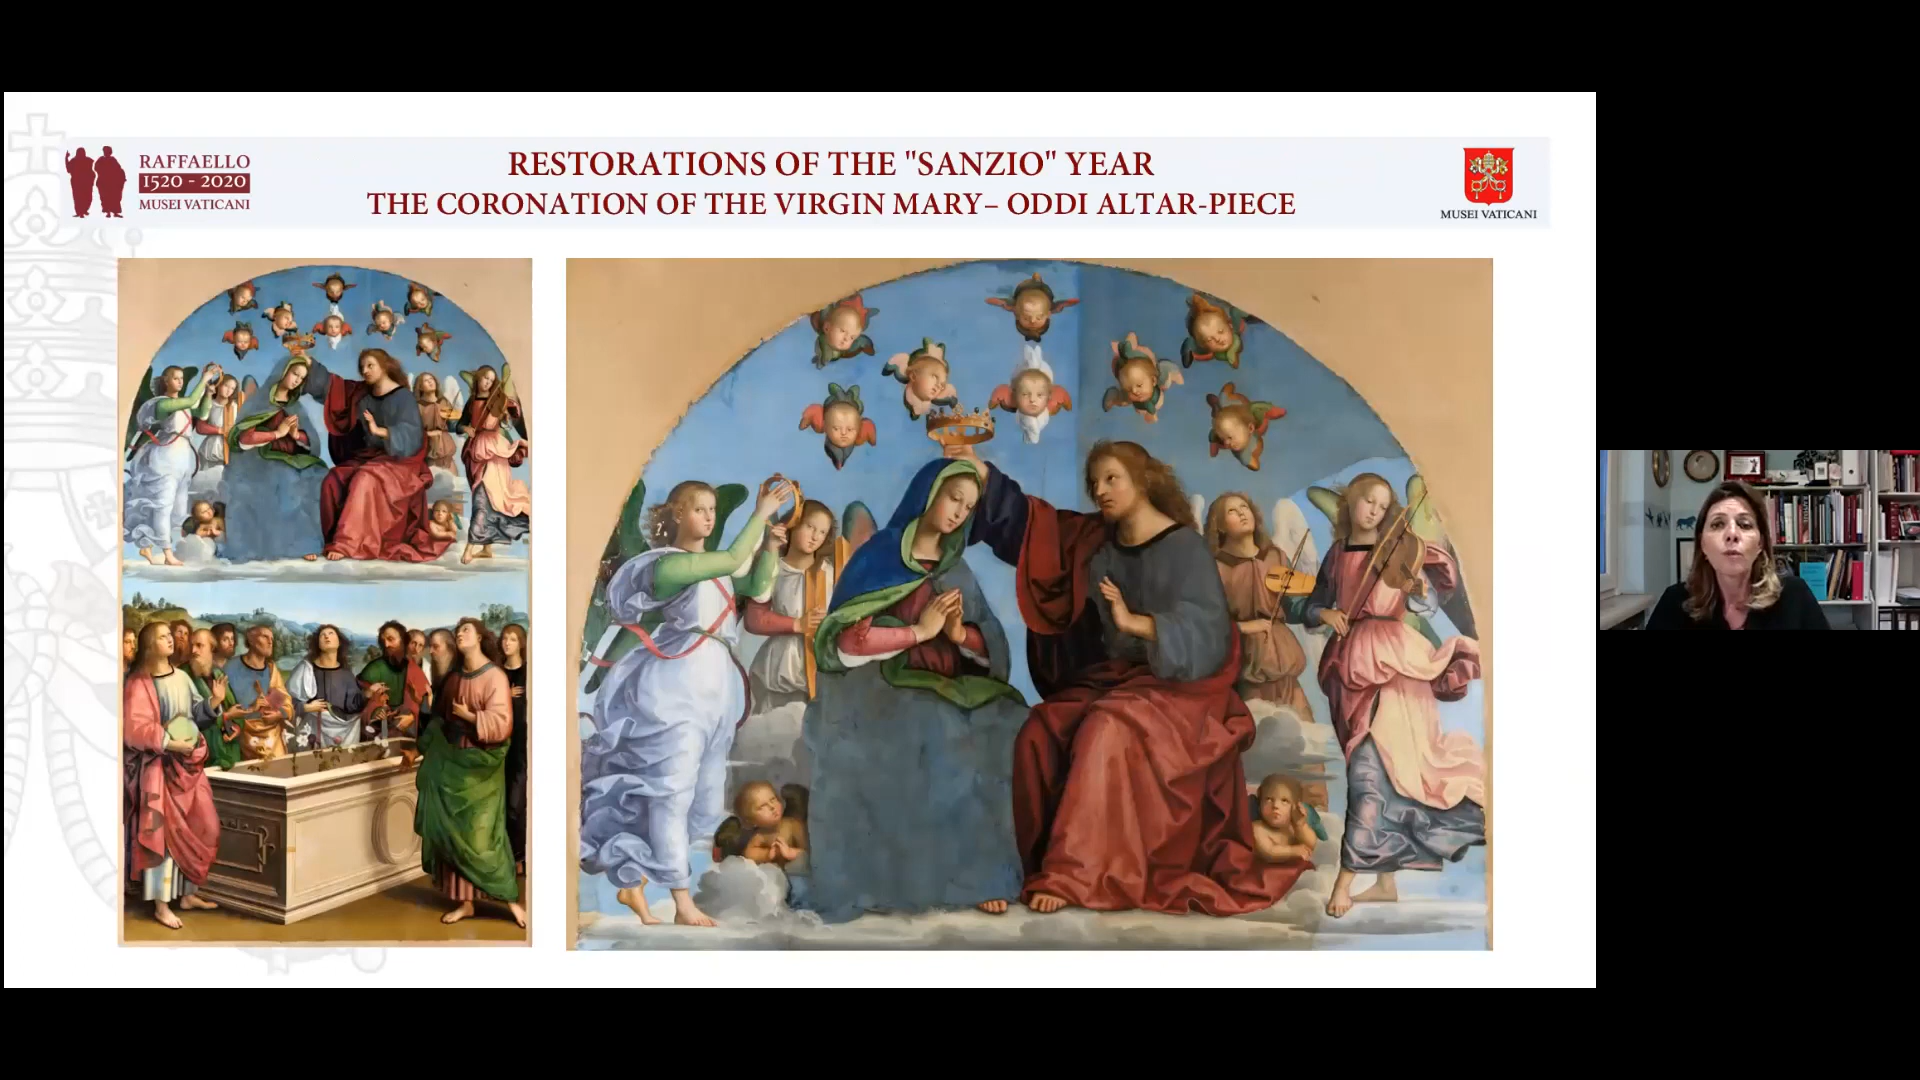 RAFFAELLO
1520 - 2020
MUSEI VATICANI
RESTORATIONS OF THE "SANZIO" YEAR
THE CORONATION OF THE VIRGIN MARY– ODDI ALTAR-PIECE
MUSEI VATICANI